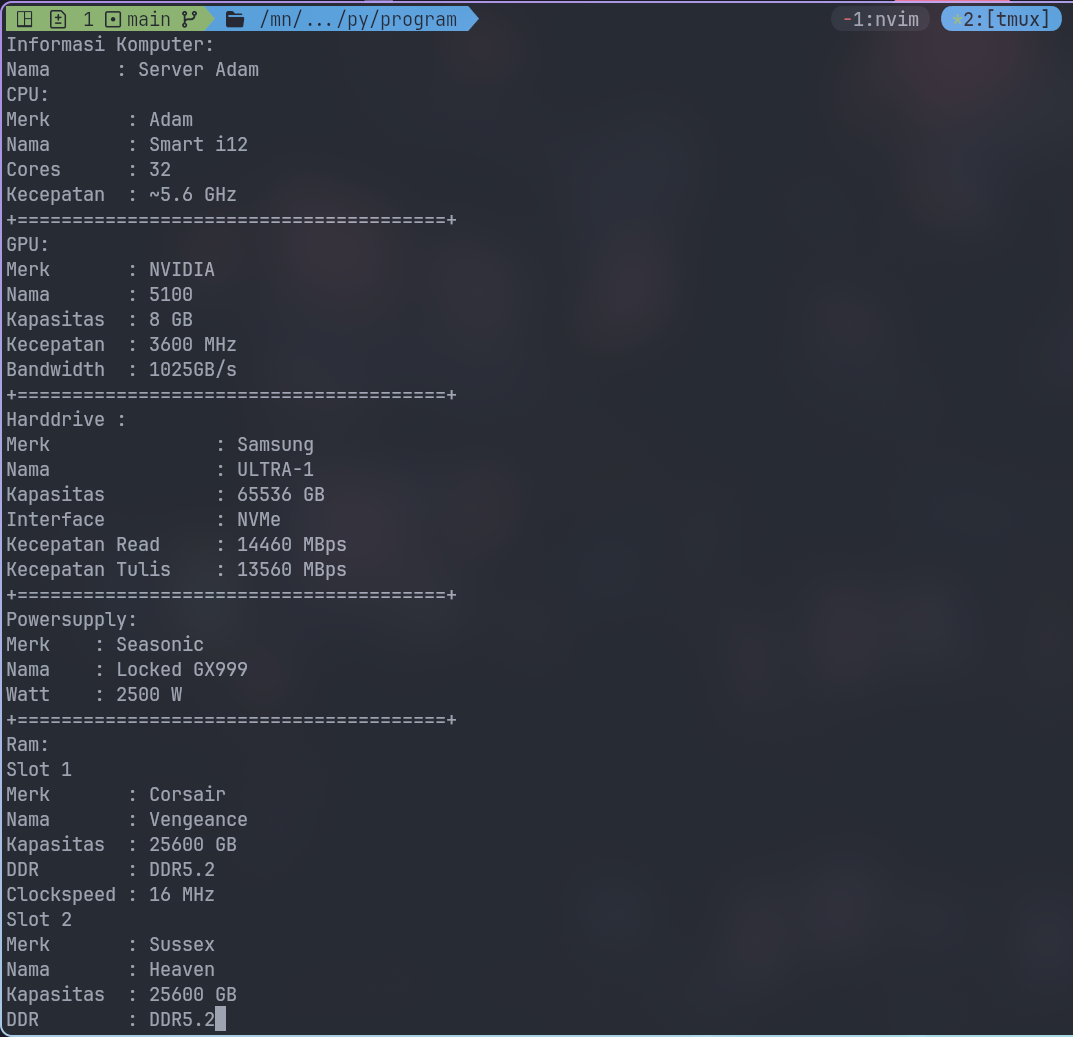 1 main /mn/.../py/program -1:nvim *2:[tmux]
Informasi Komputer:
Nama      : Server Adam
CPU:
Merk       : Adam
Nama       : Smart i12
Cores      : 32
Kecepatan  : ~5.6 GHz
+=======================================+
GPU:
Merk       : NVIDIA
Nama       : 5100
Kapasitas  : 8 GB
Kecepatan  : 3600 MHz
Bandwidth  : 1025GB/s
+=======================================+
Harddrive :
Merk               : Samsung
Nama               : ULTRA-1
Kapasitas          : 65536 GB
Interface          : NVMe
Kecepatan Read     : 14460 MBps
Kecepatan Tulis    : 13560 MBps
+=======================================+
Powersupply:
Merk    : Seasonic
Nama    : Locked GX999
Watt    : 2500 W
+=======================================+
Ram:
Slot 1
Merk       : Corsair
Nama       : Vengeance
Kapasitas  : 25600 GB
DDR        : DDR5.2
Clockspeed : 16 MHz
Slot 2
Merk       : Sussex
Nama       : Heaven
Kapasitas  : 25600 GB
DDR        : DDR5.2